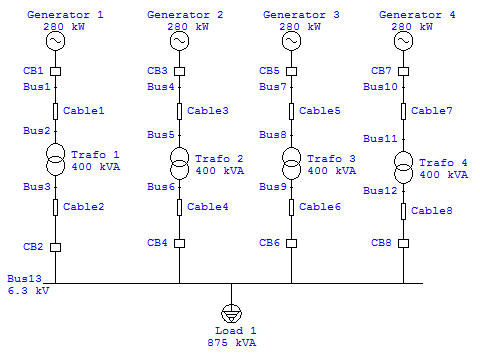 Generator 1 Generator 2 Generator 3 Generator 4
280 kW 280 kW 280 kW 280 kW
CB1 CB3 CB5 CB7
Bus1 Bus4 Bus7 Bus10
Cable1 Cable3 Cable5 Cable7
Bus2 Bus5 Bus8 Bus11
Trafo 1 Trafo 2 Trafo 3 Trafo 4
400 kVA 400 kVA 400 kVA 400 kVA
Bus3 Bus6 Bus9 Bus12
Cable2 Cable4 Cable6 Cable8
CB2 CB4 CB6 CB8
Bus13
6.3 kV
Load 1
875 kVA